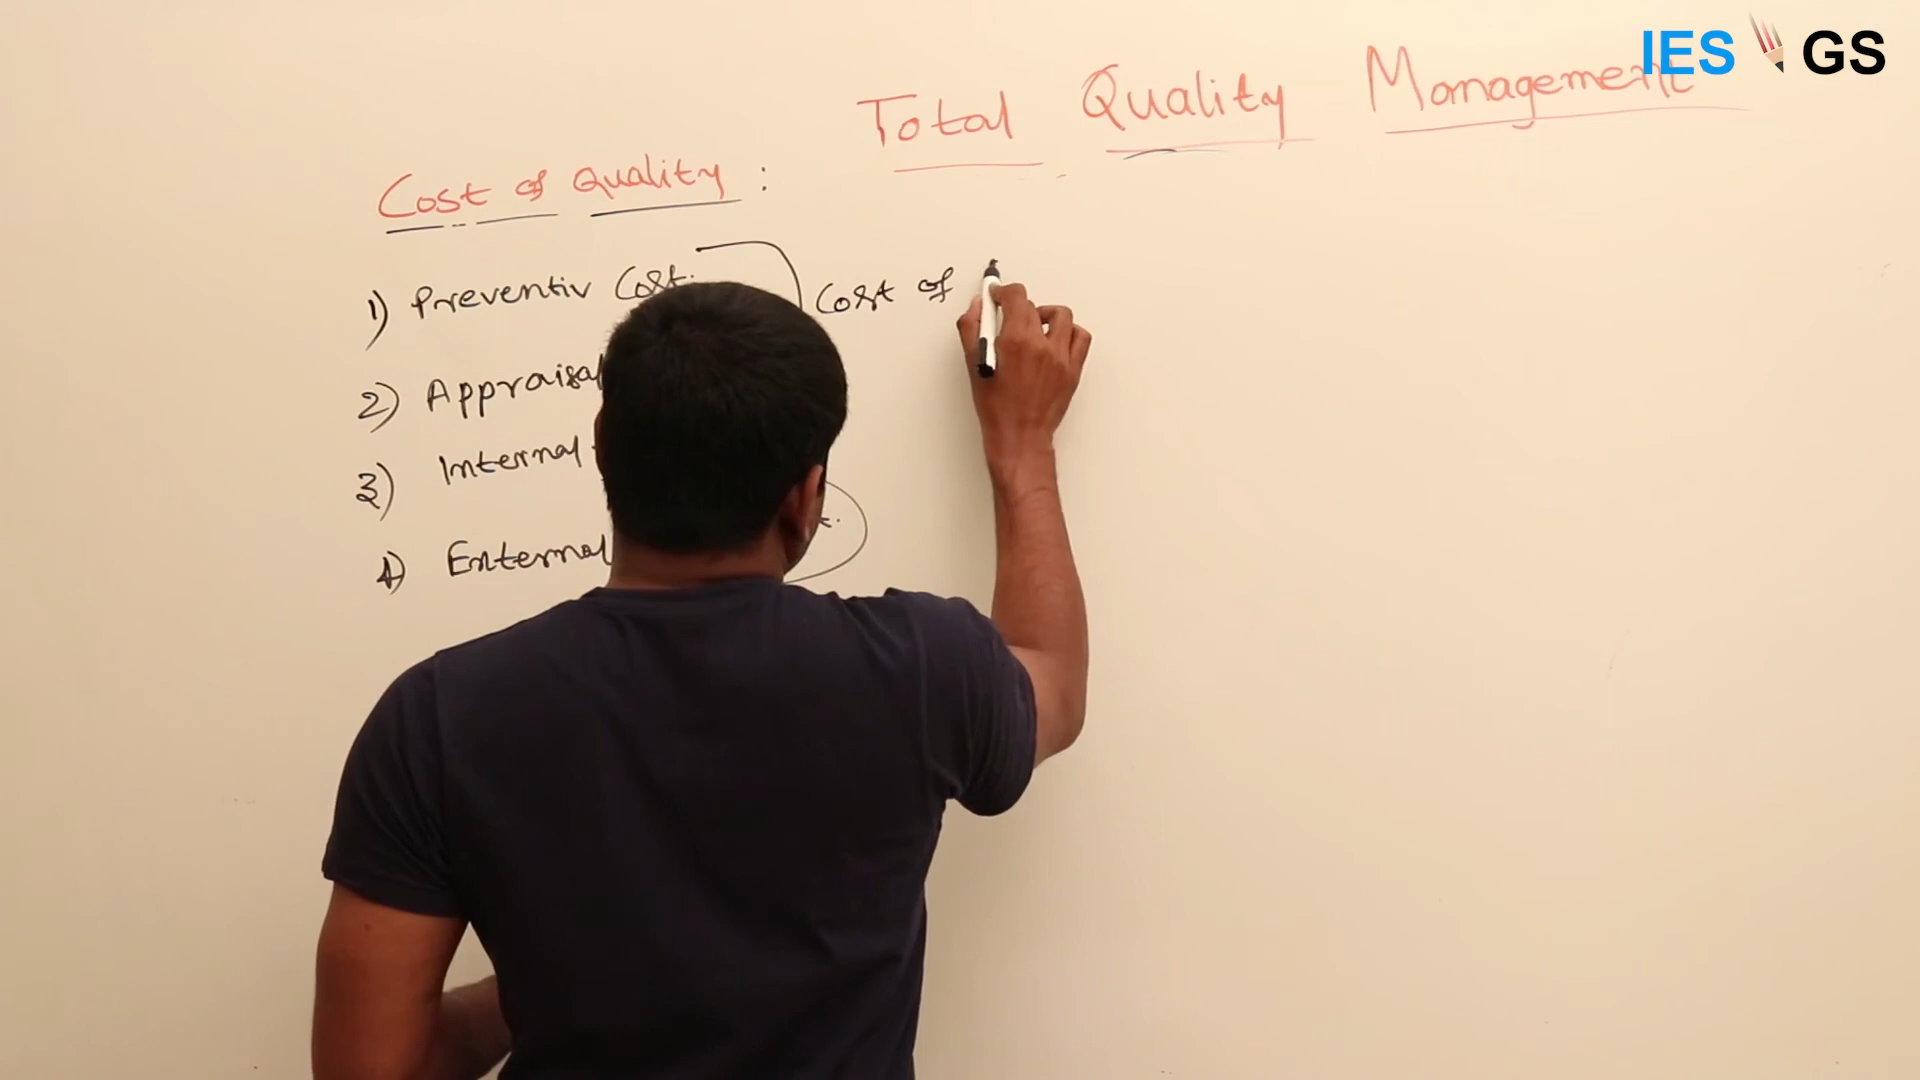 IES GS
Total Quality Management
Cost of Quality :
1) Preventiv Cost.
Cost of
2) Appraisal
3) Internal
4) External